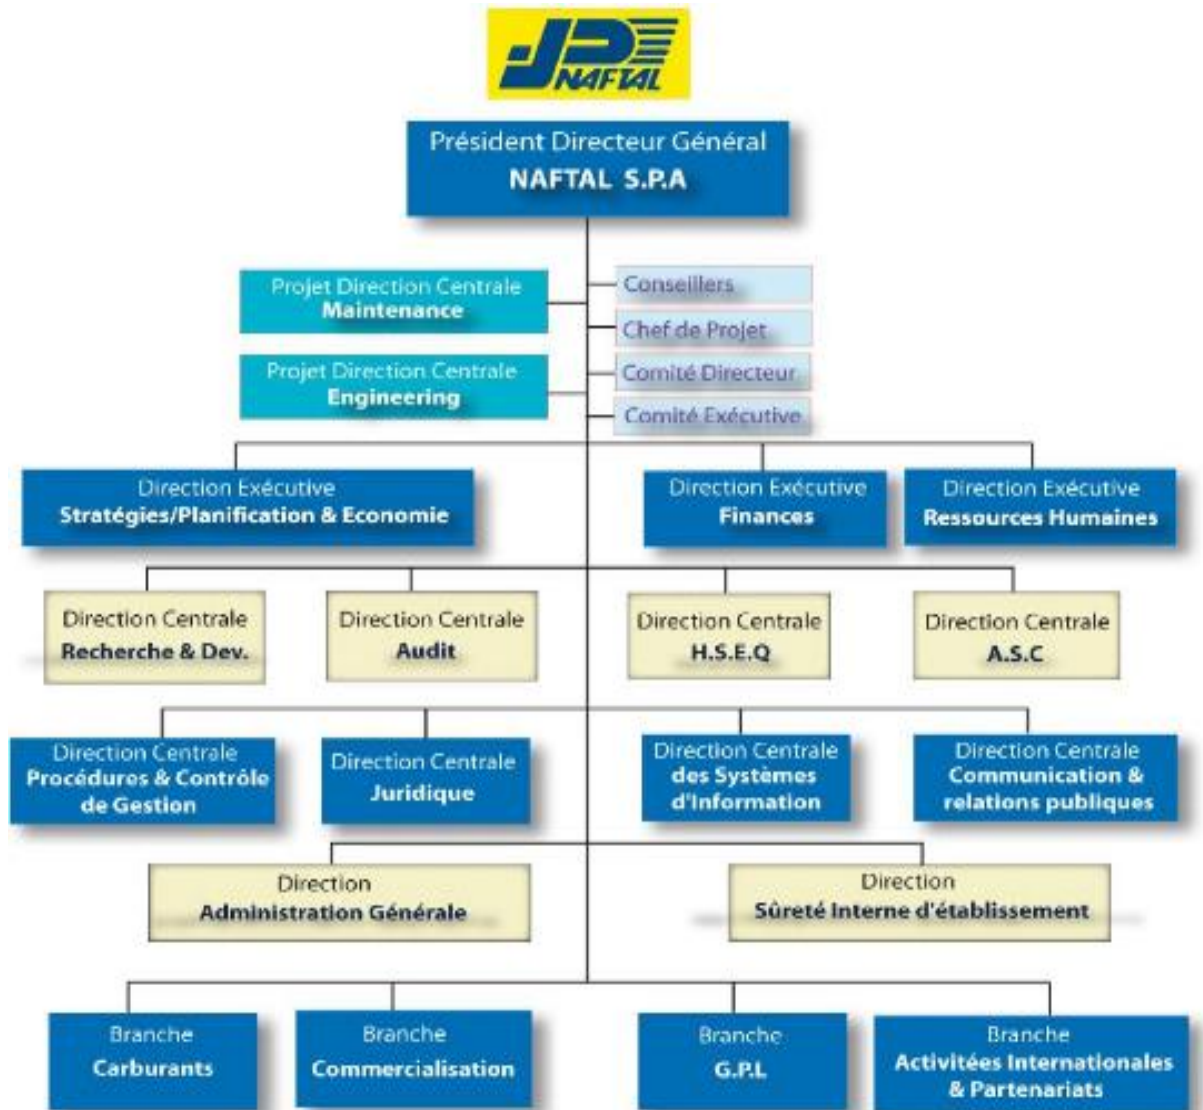 NAFTAL
Président Directeur Général
NAFTAL S.P.A
Projet Direction Centrale
Maintenance
Conseillers
Chef de Projet
Projet Direction Centrale
Engineering
Comité Directeur
Comité Exécutive
Direction Exécutive
Stratégies/Planification & Economie
Direction Exécutive
Finances
Direction Exécutive
Ressources Humaines
Direction Centrale
Recherche & Dev.
Direction Centrale
Audit
Direction Centrale
H.S.E.Q
Direction Centrale
A.S.C
Direction Centrale
Procédures & Contrôle
de Gestion
Direction Centrale
Juridique
Direction Centrale
des Systèmes
d'Information
Direction Centrale
Communication &
relations publiques
Direction
Administration Générale
Direction
Sûreté Interne d'établissement
Branche
Carburants
Branche
Commercialisation
Branche
G.P.L
Branche
Activitées Internationales
& Partenariats